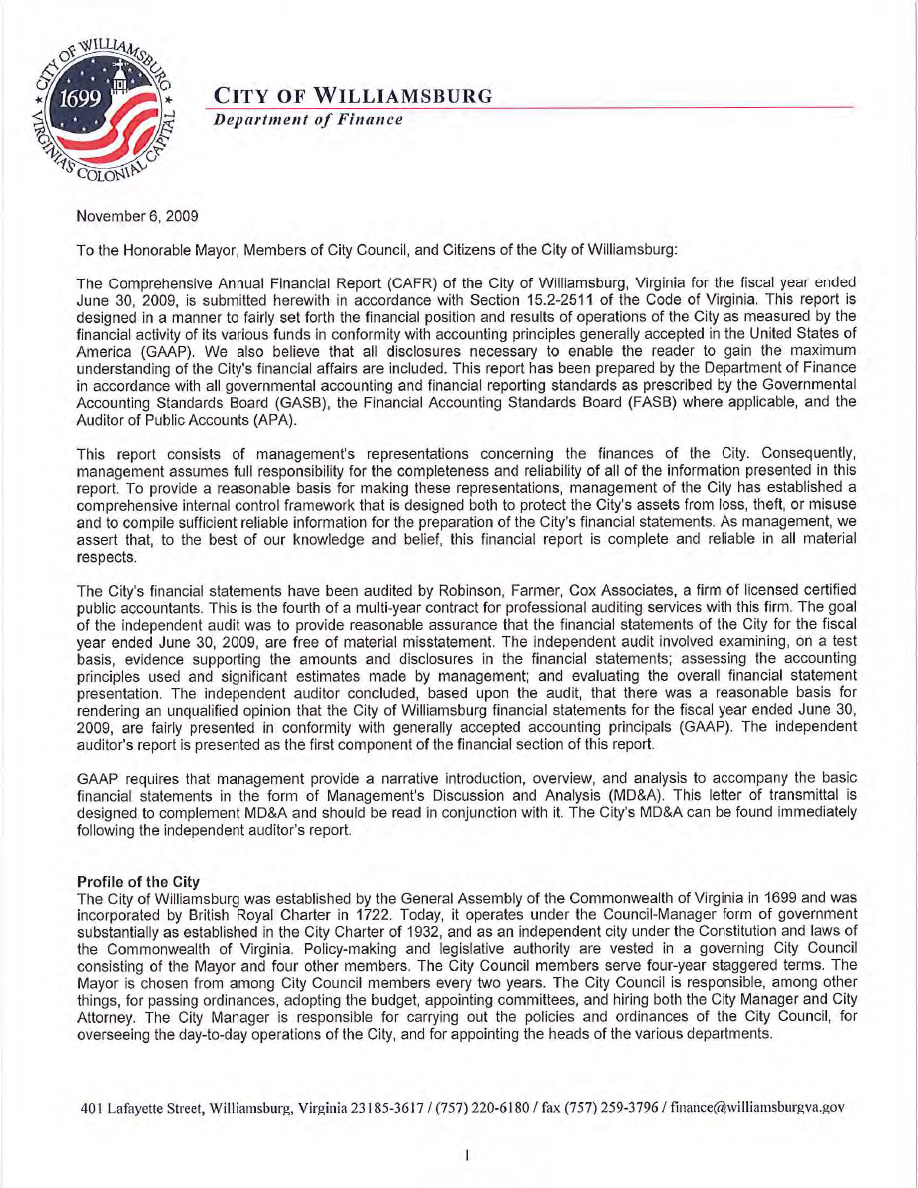 CITY OF WILLIAMSBURG
1699
VIRGINIA'S COLONIAL CAPITAL
CITY OF WILLIAMSBURG
Department of Finance
November 6, 2009
To the Honorable Mayor, Members of City Council, and Citizens of the City of Williamsburg:
The Comprehensive Annual Financial Report (CAFR) of the City of Williamsburg, Virginia for the fiscal year ended
June 30, 2009, is submitted herewith in accordance with Section 15.2-2511 of the Code of Virginia. This report is
designed in a manner to fairly set forth the financial position and results of operations of the City as measured by the
financial activity of its various funds in conformity with accounting principles generally accepted in the United States of
America (GAAP). We also believe that all disclosures necessary to enable the reader to gain the maximum
understanding of the City's financial affairs are included. This report has been prepared by the Department of Finance
in accordance with all governmental accounting and financial reporting standards as prescribed by the Governmental
Accounting Standards Board (GASB), the Financial Accounting Standards Board (FASB) where applicable, and the
Auditor of Public Accounts (APA).
This report consists of management's representations concerning the finances of the City. Consequently,
management assumes full responsibility for the completeness and reliability of all of the information presented in this
report. To provide a reasonable basis for making these representations, management of the City has established a
comprehensive internal control framework that is designed both to protect the City's assets from loss, theft, or misuse
and to compile sufficient reliable information for the preparation of the City's financial statements. As management, we
assert that, to the best of our knowledge and belief, this financial report is complete and reliable in all material
respects.
The City's financial statements have been audited by Robinson, Farmer, Cox Associates, a firm of licensed certified
public accountants. This is the fourth of a multi-year contract for professional auditing services with this firm. The goal
of the independent audit was to provide reasonable assurance that the financial statements of the City for the fiscal
year ended June 30, 2009, are free of material misstatement. The independent audit involved examining, on a test
basis, evidence supporting the amounts and disclosures in the financial statements; assessing the accounting
principles used and significant estimates made by management; and evaluating the overall financial statement
presentation. The independent auditor concluded, based upon the audit, that there was a reasonable basis for
rendering an unqualified opinion that the City of Williamsburg financial statements for the fiscal year ended June 30,
2009, are fairly presented in conformity with generally accepted accounting principals (GAAP). The independent
auditor's report is presented as the first component of the financial section of this report.
GAAP requires that management provide a narrative introduction, overview, and analysis to accompany the basic
financial statements in the form of Management's Discussion and Analysis (MD&A). This letter of transmittal is
designed to complement MD&A and should be read in conjunction with it. The City's MD&A can be found immediately
following the independent auditor's report.
Profile of the City
The City of Williamsburg was established by the General Assembly of the Commonwealth of Virginia in 1699 and was
incorporated by British Royal Charter in 1722. Today, it operates under the Council-Manager form of government
substantially as established in the City Charter of 1932, and as an independent city under the Constitution and laws of
the Commonwealth of Virginia. Policy-making and legislative authority are vested in a governing City Council
consisting of the Mayor and four other members. The City Council members serve four-year staggered terms. The
Mayor is chosen from among City Council members every two years. The City Council is responsible, among other
things, for passing ordinances, adopting the budget, appointing committees, and hiring both the City Manager and City
Attorney. The City Manager is responsible for carrying out the policies and ordinances of the City Council, for
overseeing the day-to-day operations of the City, and for appointing the heads of the various departments.
401 Lafayette Street, Williamsburg, Virginia 23185-3617 / (757) 220-6180 / fax (757) 259-3796 / finance@williamsburgva.gov
I